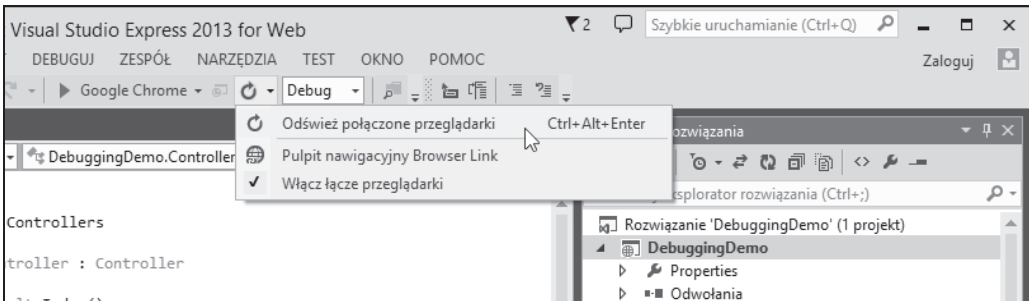 Visual Studio Express 2013 for Web
2
Szybkie uruchamianie (Ctrl+Q)
DEBUGUJ ZESPÓŁ NARZĘDZIA TEST OKNO POMOC
Zaloguj
Google Chrome
Debug
Odśwież połączone przeglądarki Ctrl+Alt+Enter
Pulpit nawigacyjny Browser Link
Włącz łącze przeglądarki
ozwiązania
DebuggingDemo.Controller
ksplorator rozwiązania (Ctrl+;)
Controllers
Rozwiązanie 'DebuggingDemo' (1 projekt)
DebuggingDemo
troller : Controller
Properties
Odwołania